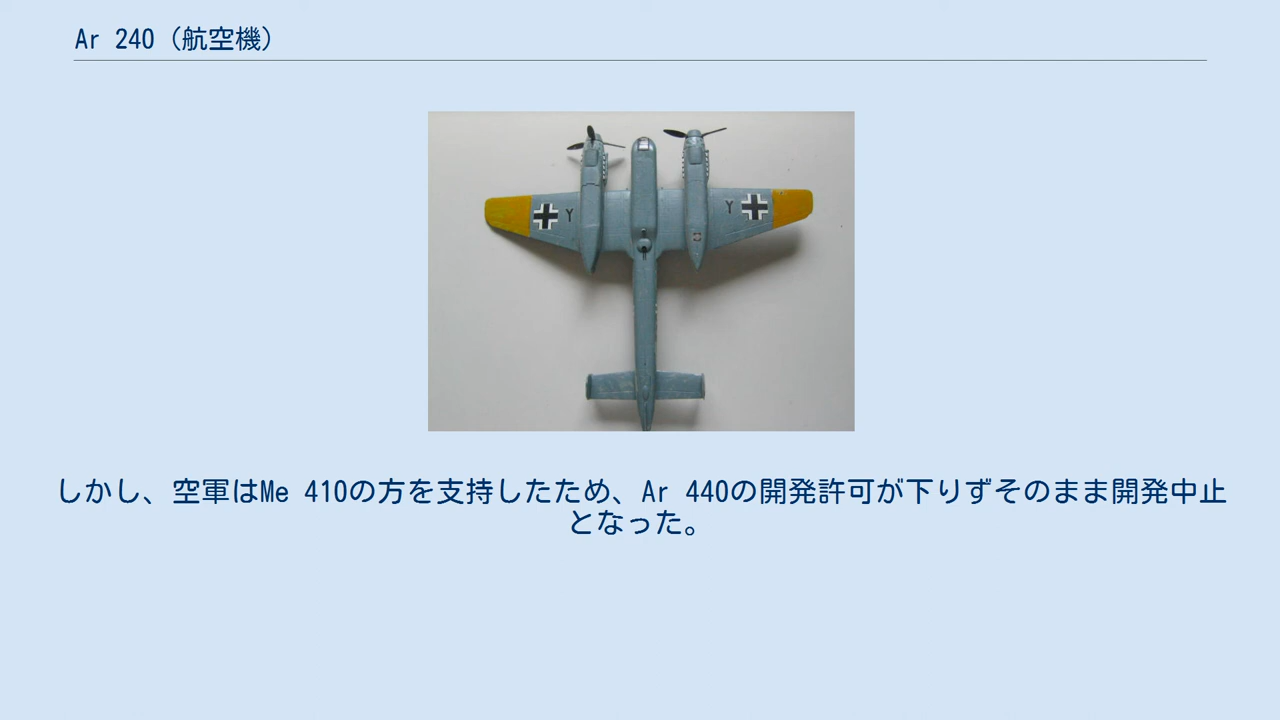 Ar 240（航空機）
Y
Y
しかし、空軍はMe 410の方を支持したため、Ar 440の開発許可が下りずそのまま開発中止
となった。